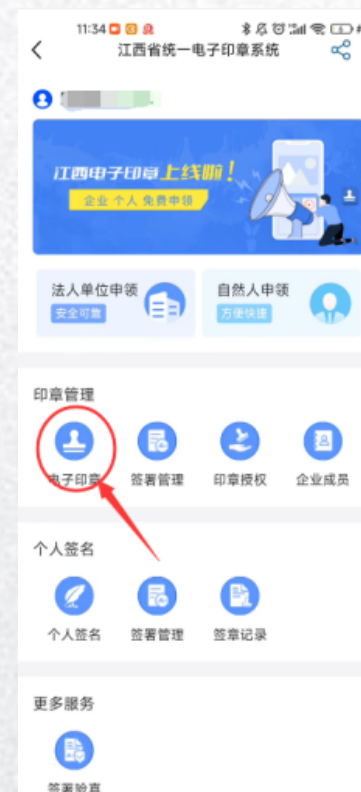 11:34
江西省统一电子印章系统
江西电子印章上线啦！
企业 个人 免费申领
法人单位申领
安全可靠
自然人申领
方便快捷
印章管理
电子印章 签署管理 印章授权 企业成员
个人签名
个人签名 签署管理 签章记录
更多服务
签署验真